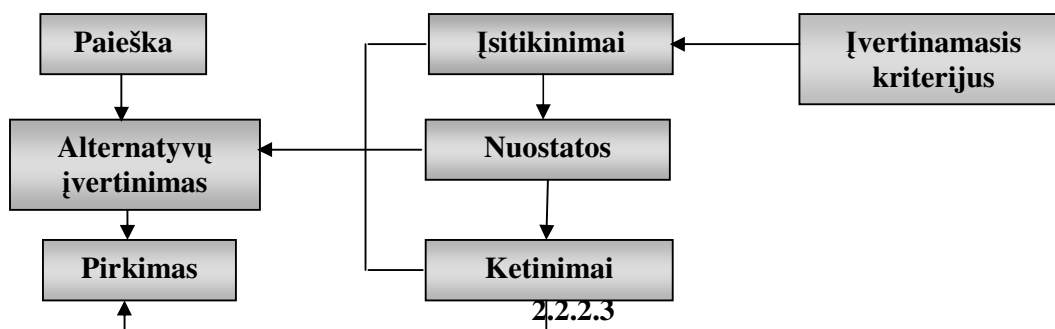 Paieška
Įsitikinimai
Įvertinamasis
kriterijus
Alternatyvų
įvertinimas
Nuostatos
Pirkimas
Ketinimai
2.2.2.3